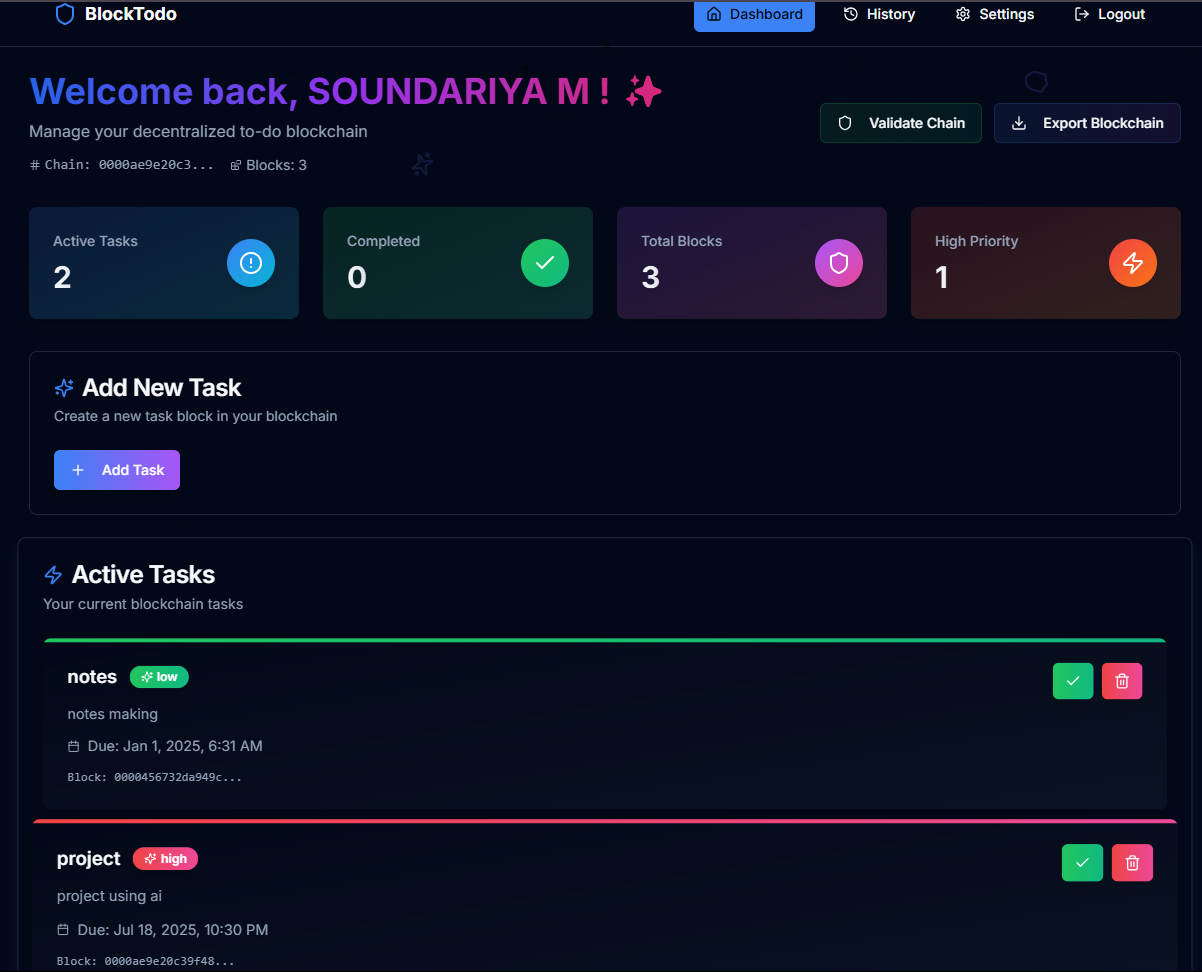 BlockTodo
Dashboard History Settings Logout
Welcome back, SOUNDARIYA M ! ✨
Manage your decentralized to-do blockchain
Validate Chain Export Blockchain
# Chain: 0000ae9e20c3... Blocks: 3
Active Tasks
2
Completed
0
Total Blocks
3
High Priority
1
Add New Task
Create a new task block in your blockchain
+ Add Task
Active Tasks
Your current blockchain tasks
notes low
notes making
Due: Jan 1, 2025, 6:31 AM
Block: 0000456732da949c...
project high
project using ai
Due: Jul 18, 2025, 10:30 PM
Block: 0000ae9e20c39f48...